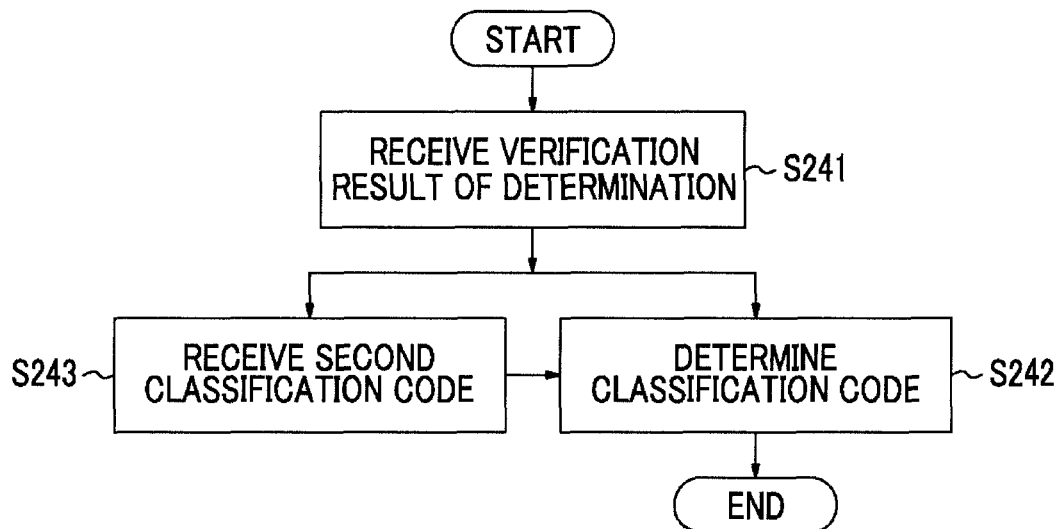 START
RECEIVE VERIFICATION
RESULT OF DETERMINATION
S241
S243
RECEIVE SECOND
CLASSIFICATION CODE
DETERMINE
CLASSIFICATION CODE
S242
END